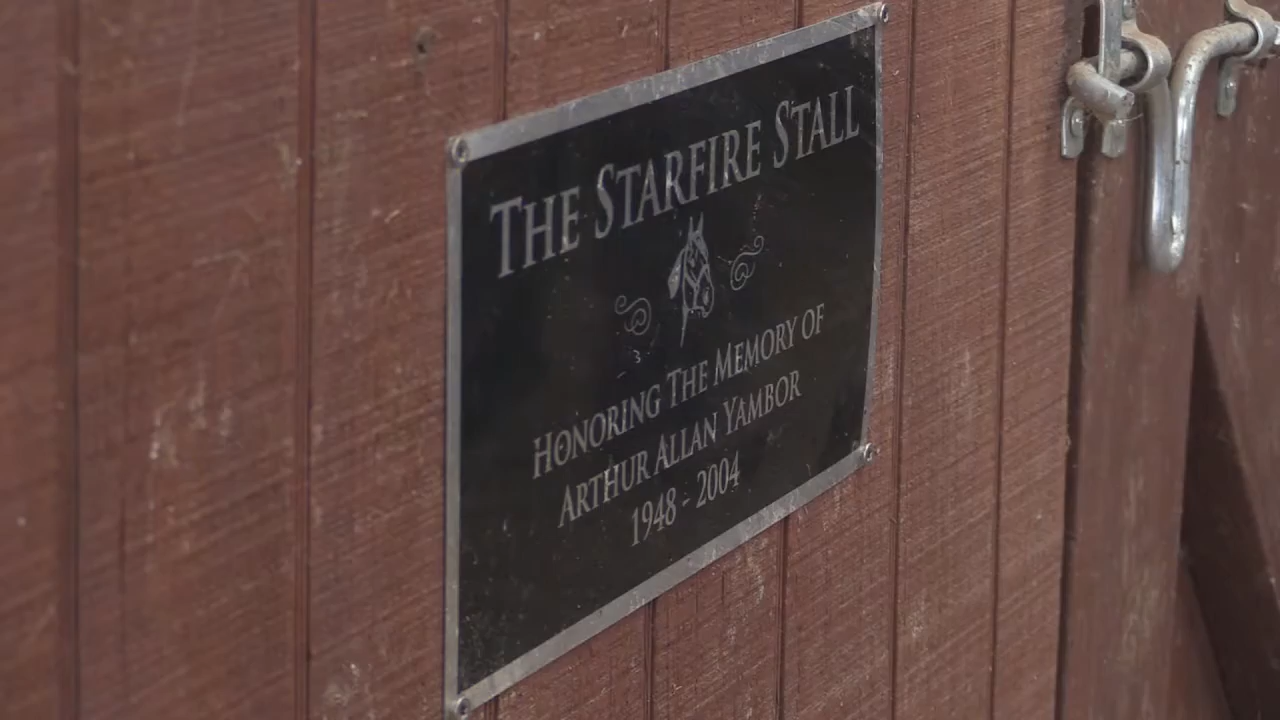 THE STARFIRE STALL
HONORING THE MEMORY OF
ARTHUR ALLAN YAMBOR
1948 - 2004